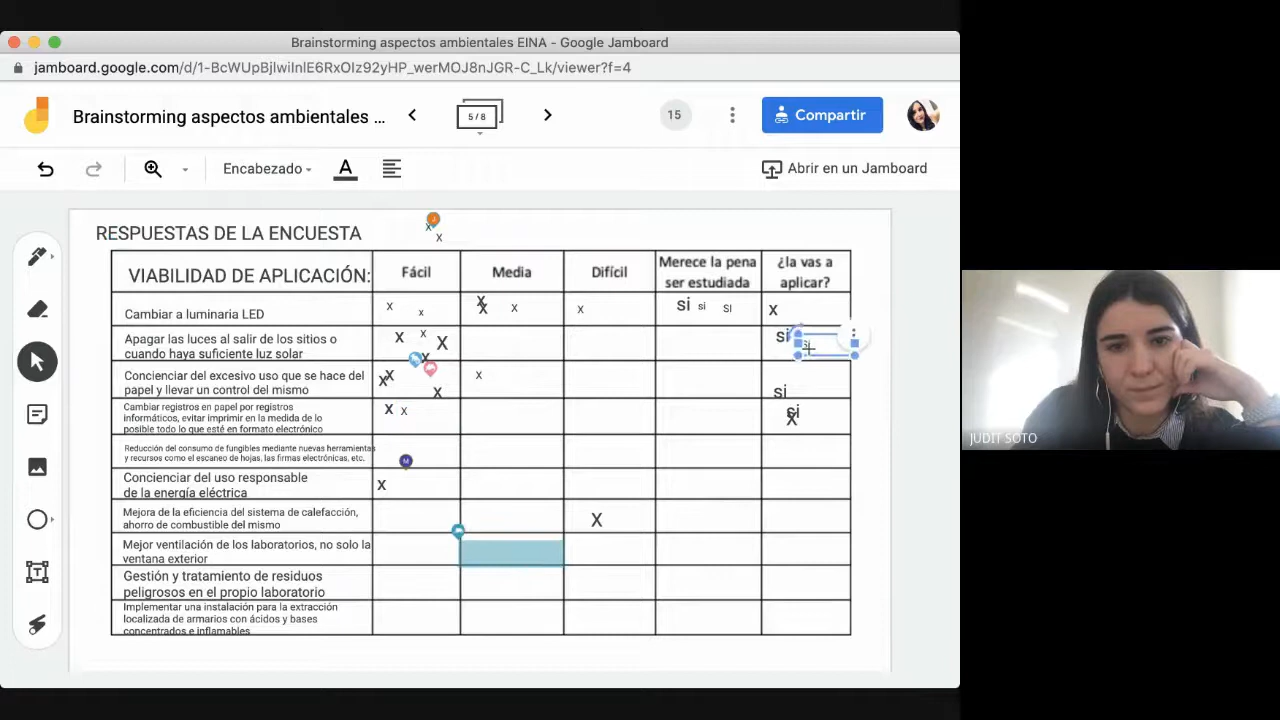 Brainstorming aspectos ambientales EINA - Google Jamboard
jamboard.google.com/d/1-BcWUpBjlwiInIE6RxOIz92yHP_werMOJ8nJGR-C_Lk/viewer?f=4
Brainstorming aspectos ambientales ...
5 / 8
15
Compartir
Encabezado
A
Abrir en un Jamboard
RESPUESTAS DE LA ENCUESTA
x
x
VIABILIDAD DE APLICACIÓN:
Fácil
Media
Difícil
Merece la pena
ser estudiada
¿la vas a
aplicar?
Cambiar a luminaria LED
x x
X X x
x
si si SI
x
Apagar las luces al salir de los sitios o
cuando haya suficiente luz solar
X x X X
si si
Concienciar del excesivo uso que se hace del
papel y llevar un control del mismo
X X X
x
si
Cambiar registros en papel por registros
informáticos, evitar imprimir en la medida de lo
posible todo lo que esté en formato electrónico
X x
si
X
Reducción del consumo de fungibles mediante nuevas herramientas
y recursos como el escaneo de hojas, las firmas electrónicas, etc.
M
Concienciar del uso responsable
de la energía eléctrica
X
Mejora de la eficiencia del sistema de calefacción,
ahorro de combustible del mismo
X
Mejor ventilación de los laboratorios, no solo la
ventana exterior
Gestión y tratamiento de residuos
peligrosos en el propio laboratorio
Implementar una instalación para la extracción
localizada de armarios con ácidos y bases
concentrados e inflamables
JUDIT SOTO